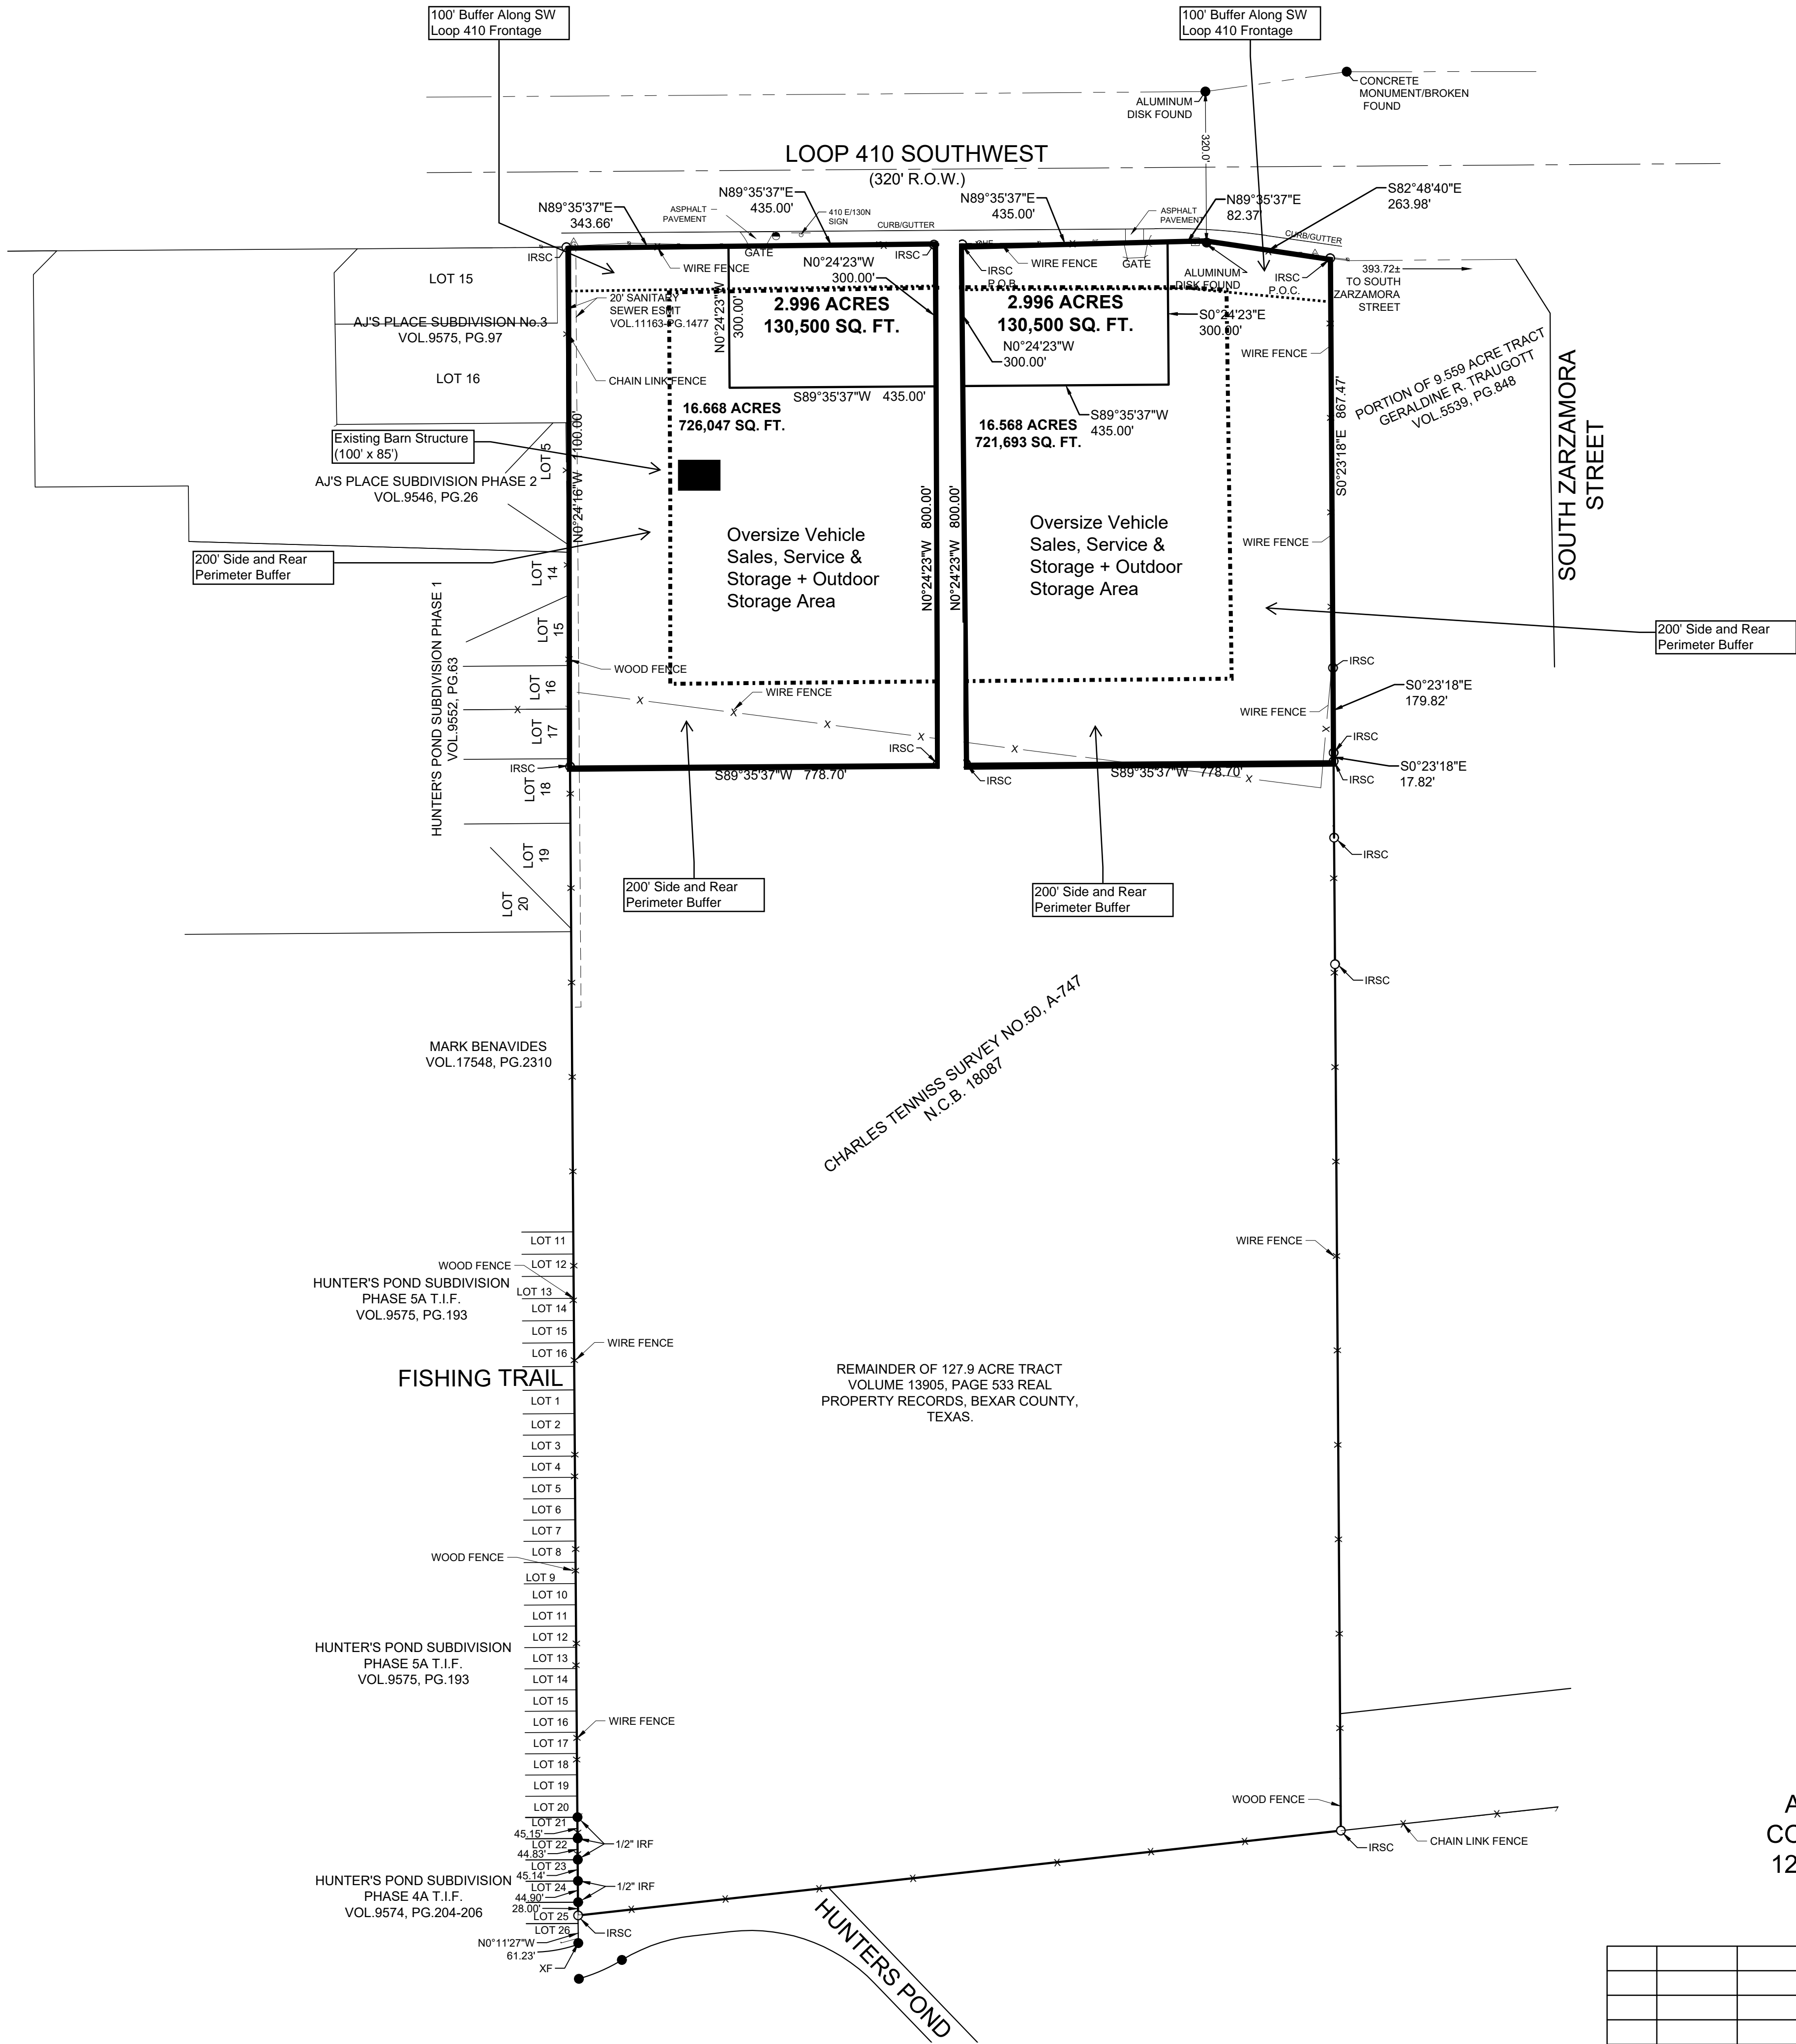 100' Buffer Along SW
Loop 410 Frontage
100' Buffer Along SW
Loop 410 Frontage
CONCRETE
MONUMENT/BROKEN
FOUND
ALUMINUM
DISK FOUND
320.0'
LOOP 410 SOUTHWEST
(320' R.O.W.)
N89°35'37"E
343.66'
ASPHALT
PAVEMENT
N89°35'37"E
435.00'
410 E/130N
SIGN
CURB/GUTTER
N89°35'37"E
435.00'
ASPHALT
PAVEMENT
N89°35'37"E
82.37'
S82°48'40"E
263.98'
CURB/GUTTER
IRSC
WIRE FENCE
GATE
N0°24'23"W
300.00'
IRSC
OHE
IRSC
P.O.B.
WIRE FENCE
GATE
ALUMINUM
DISK FOUND
IRSC
P.O.C.
393.72±
TO SOUTH
ZARZAMORA
STREET
LOT 15
20' SANITARY
SEWER ESMT
VOL.11163-PG.1477
N0°24'23"W
300.00'
2.996 ACRES
130,500 SQ. FT.
2.996 ACRES
130,500 SQ. FT.
N0°24'23"W
300.00'
S0°24'23"E
300.00'
AJ'S PLACE SUBDIVISION No.3
VOL.9575, PG.97
LOT 16
CHAIN LINK FENCE
S89°35'37"W 435.00'
WIRE FENCE
S0°23'18"E 867.47'
PORTION OF 9.559 ACRE TRACT
GERALDINE R. TRAUGOTT
VOL.5539, PG.848
SOUTH ZARZAMORA
STREET
16.668 ACRES
726,047 SQ. FT.
16.568 ACRES
721,693 SQ. FT.
S89°35'37"W
435.00'
Existing Barn Structure
(100' x 85')
LOT 5
N0°24'16"W 1100.00'
AJ'S PLACE SUBDIVISION PHASE 2
VOL.9546, PG.26
Oversize Vehicle
Sales, Service &
Storage + Outdoor
Storage Area
N0°24'23"W 800.00'
N0°24'23"W 800.00'
Oversize Vehicle
Sales, Service &
Storage + Outdoor
Storage Area
WIRE FENCE
200' Side and Rear
Perimeter Buffer
LOT
14
HUNTER'S POND SUBDIVISION PHASE 1
VOL.9552, PG.63
LOT
15
200' Side and Rear
Perimeter Buffer
WOOD FENCE
IRSC
LOT
16
WIRE FENCE
S0°23'18"E
179.82'
WIRE FENCE
LOT
17
IRSC
IRSC
IRSC
S89°35'37"W 778.70'
IRSC
S89°35'37"W 778.70'
S0°23'18"E
17.82'
IRSC
LOT
18
LOT
19
IRSC
LOT
20
200' Side and Rear
Perimeter Buffer
200' Side and Rear
Perimeter Buffer
IRSC
CHARLES TENNISS SURVEY NO.50, A-747
N.C.B. 18087
MARK BENAVIDES
VOL.17548, PG.2310
LOT 11
WOOD FENCE
LOT 12
HUNTER'S POND SUBDIVISION
PHASE 5A T.I.F.
VOL.9575, PG.193
LOT 13
LOT 14
LOT 15
LOT 16
WIRE FENCE
WIRE FENCE
FISHING TRAIL
REMAINDER OF 127.9 ACRE TRACT
VOLUME 13905, PAGE 533 REAL
PROPERTY RECORDS, BEXAR COUNTY,
TEXAS.
LOT 1
LOT 2
LOT 3
LOT 4
LOT 5
LOT 6
LOT 7
LOT 8
WOOD FENCE
LOT 9
LOT 10
LOT 11
LOT 12
LOT 13
LOT 14
HUNTER'S POND SUBDIVISION
PHASE 5A T.I.F.
VOL.9575, PG.193
LOT 15
LOT 16
WIRE FENCE
LOT 17
LOT 18
LOT 19
LOT 20
LOT 21
45.15'
LOT 22
44.83'
1/2" IRF
LOT 23
45.14'
LOT 24
44.90'
1/2" IRF
28.00'
LOT 25
LOT 26
IRSC
HUNTER'S POND SUBDIVISION
PHASE 4A T.I.F.
VOL.9574, PG.204-206
N0°11'27"W
61.23'
XF
WOOD FENCE
IRSC
CHAIN LINK FENCE
HUNTERS POND
A
CO
12